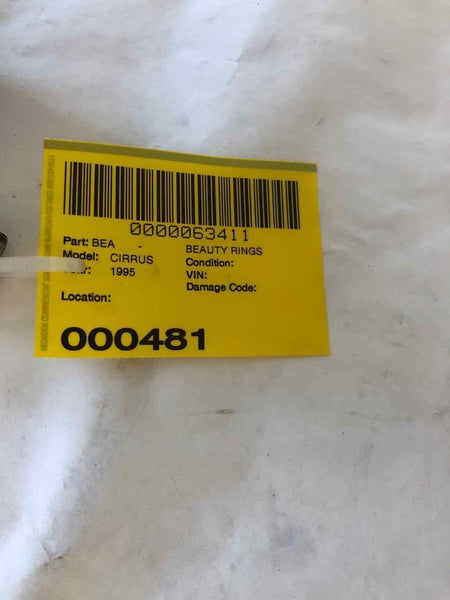 0000063411
Part: BEA - BEAUTY RINGS
Model: CIRRUS Condition:
1995 VIN:
Damage Code:
Location:
000481